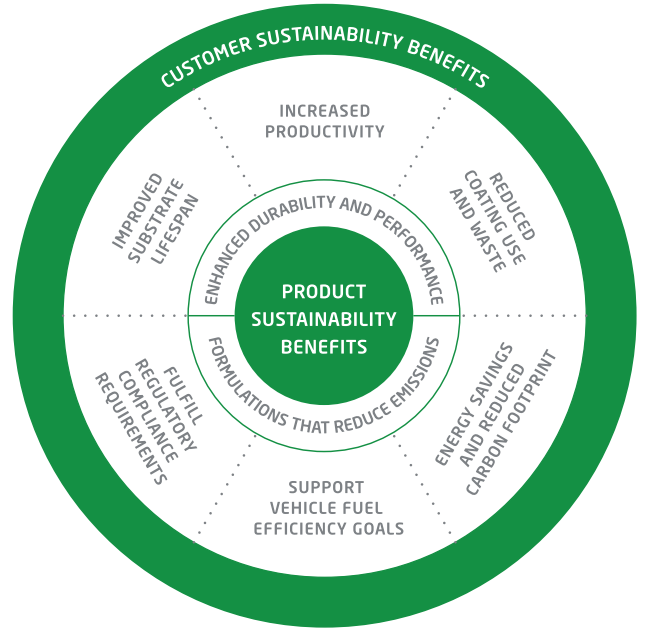 CUSTOMER SUSTAINABILITY BENEFITS
INCREASED
PRODUCTIVITY
REDUCED
COATING USE
AND WASTE
ENERGY SAVINGS
AND REDUCED
CARBON FOOTPRINT
SUPPORT
VEHICLE FUEL
EFFICIENCY GOALS
FULFILL
REGULATORY
COMPLIANCE
REQUIREMENTS
IMPROVED
SUBSTRATE
LIFESPAN
ENHANCED DURABILITY AND PERFORMANCE
FORMULATIONS THAT REDUCE EMISSIONS
PRODUCT
SUSTAINABILITY
BENEFITS